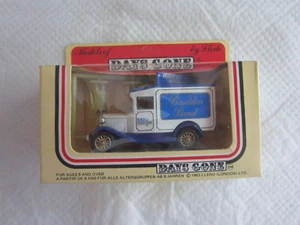 Models of
by Lledo
DAYS GONE
FOR AGES 8 AND OVER
DAYS GONE
A PARTIR DE 8 ANS FÜR ALLE ALTERSGRUPPEN AB 8 JAHREN
© 1983 LLEDO (LONDON) LTD.